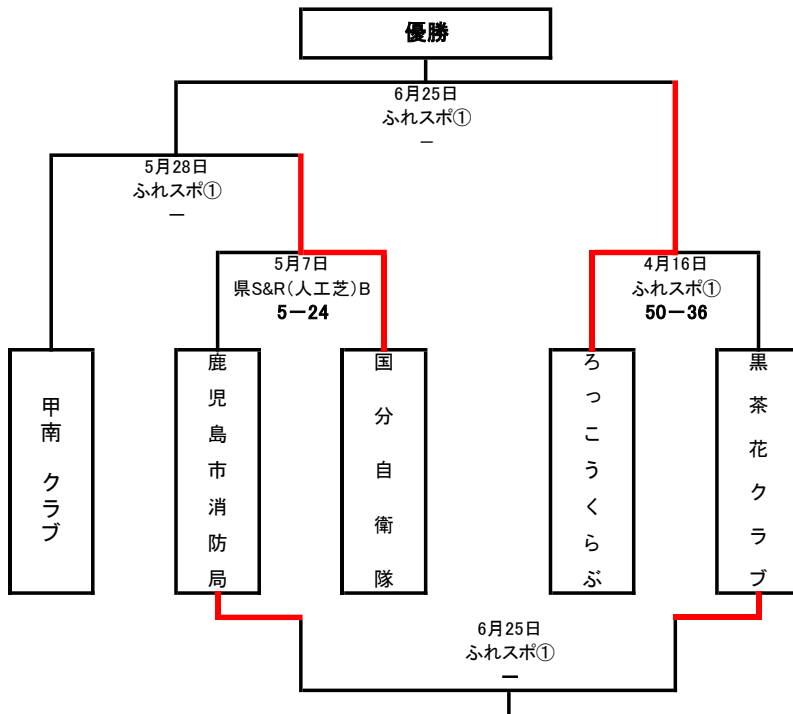 優勝
6月25日
ふれスポ①
－
5月28日
ふれスポ①
－
5月7日
県S&R(人工芝)B
5－24
4月16日
ふれスポ①
50－36
甲南 クラブ
鹿児島市消防局
国分自衛隊
ろっこうくらぶ
黒茶花クラブ
6月25日
ふれスポ①
－